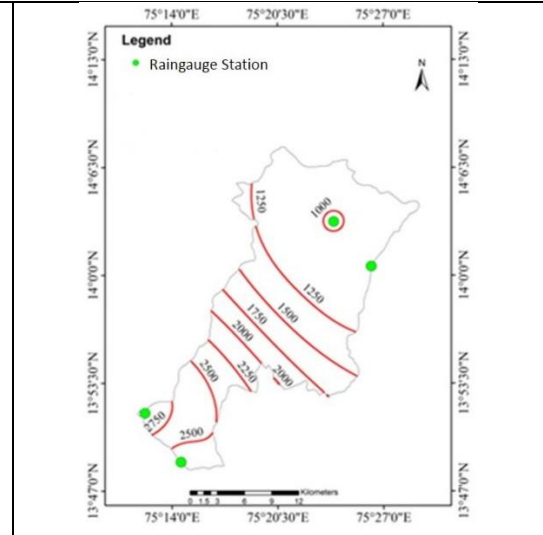 75°14'0"E 75°20'30"E 75°27'0"E
Legend
Raingauge Station
N
14°13'0"N
14°6'30"N
14°0'0"N
13°53'30"N
13°47'0"N
14°13'0"N
14°6'30"N
14°0'0"N
13°53'30"N
13°47'0"N
1250
1000
1250
1500
1750
2000
2250
2000
2500
2750
2500
Kilometers
0 1.5 3 6 9 12
75°14'0"E 75°20'30"E 75°27'0"E